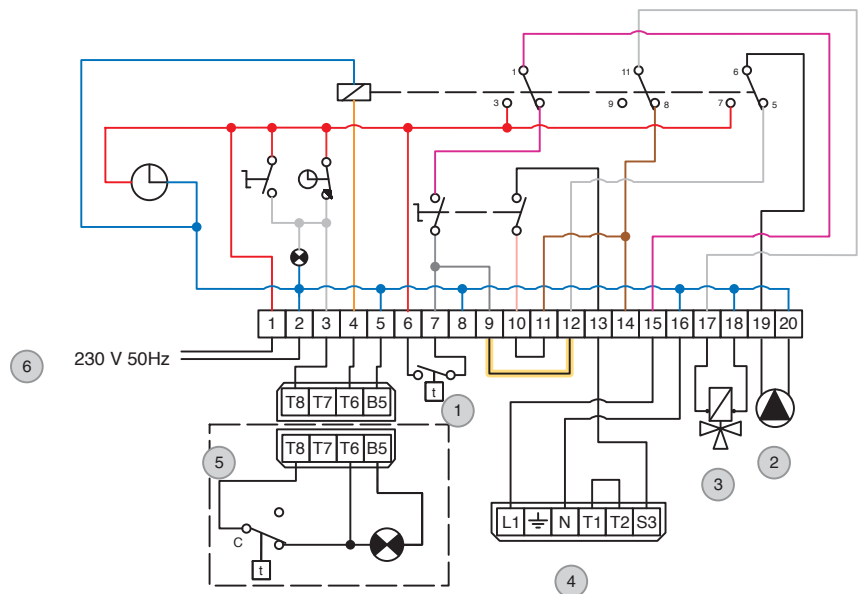 1 11 6
3 9 8 7 5
1 2 3 4 5 6 7 8 9 10 11 12 13 14 15 16 17 18 19 20
6 230 V 50Hz
t 1
T8 T7 T6 B5
5 T8 T7 T6 B5
3 2
L1 N T1 T2 S3
C
t
4